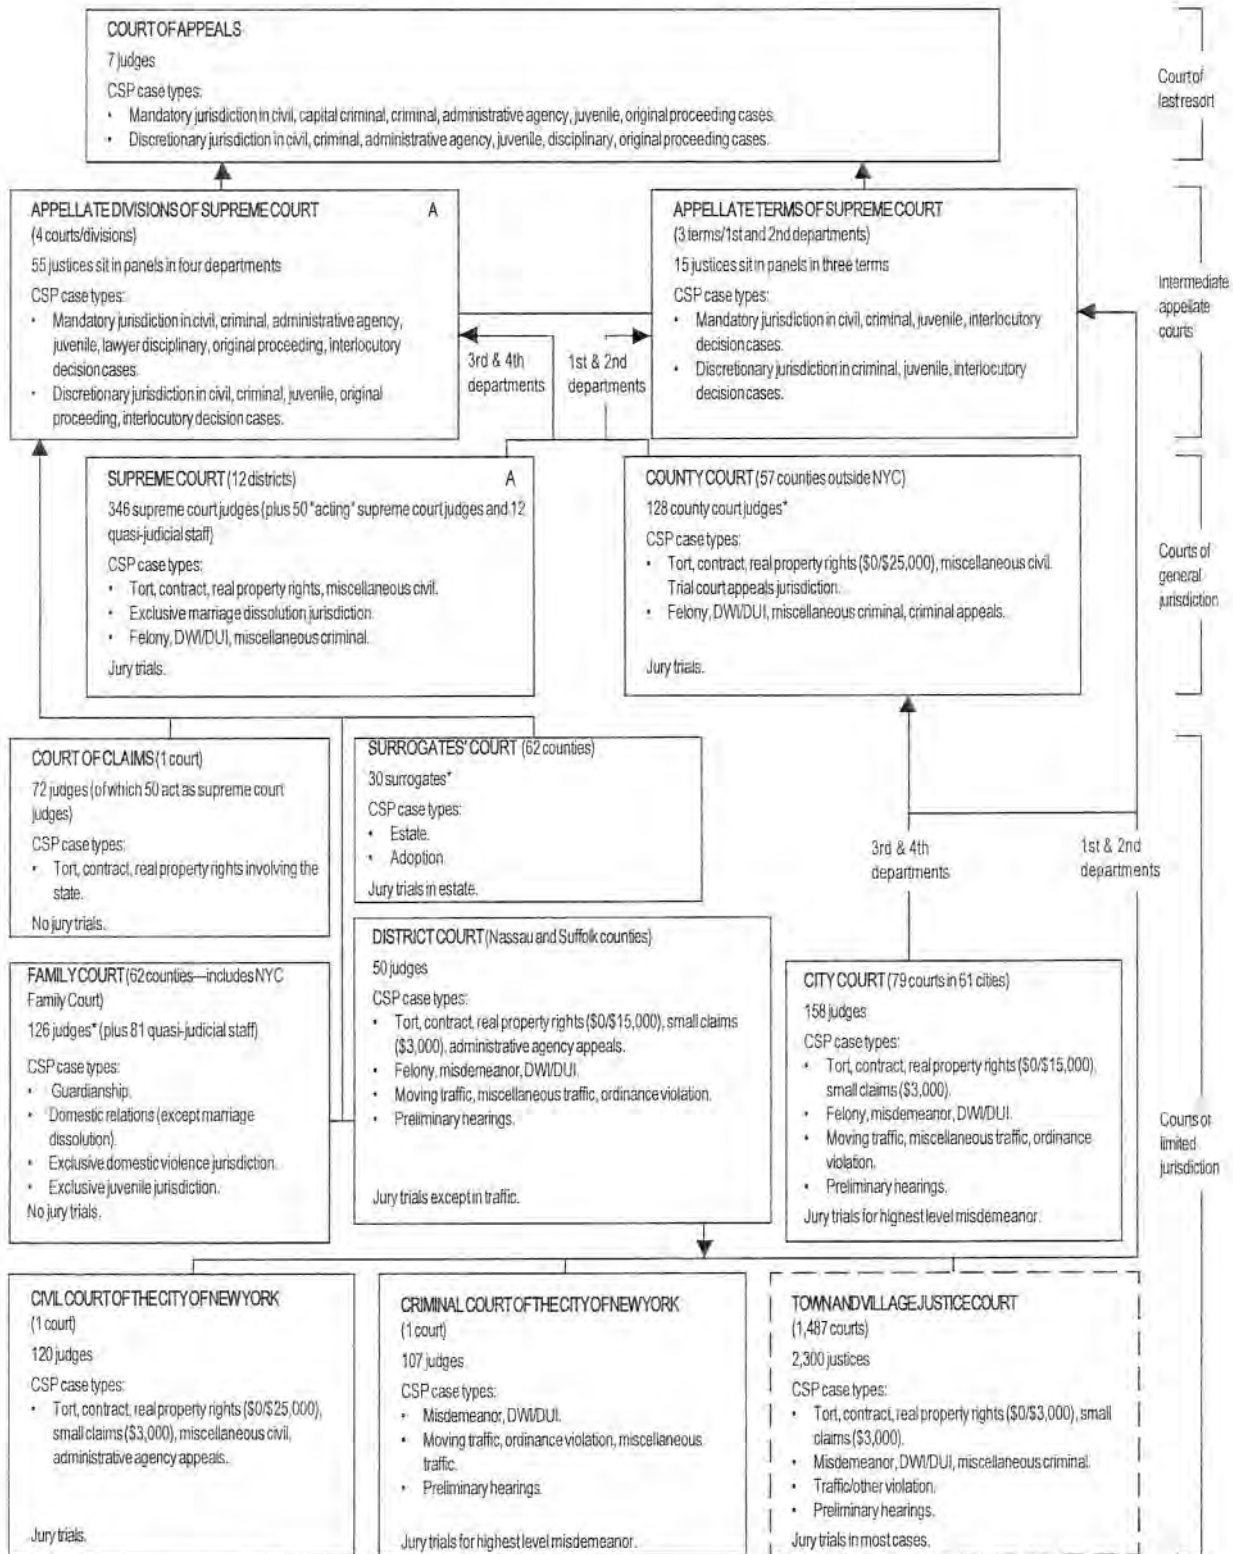 COURT OF APPEALS
7 judges
CSP case types:
• Mandatory jurisdiction in civil, capital criminal, criminal, administrative agency, juvenile, original proceeding cases.
• Discretionary jurisdiction in civil, criminal, administrative agency, juvenile, disciplinary, original proceeding cases.
Court of
last resort
APPELLATE DIVISIONS OF SUPREME COURT A
(4 courts/divisions)
55 justices sit in panels in four departments
CSP case types:
• Mandatory jurisdiction in civil, criminal, administrative agency,
juvenile, lawyer disciplinary, original proceeding, interlocutory
decision cases.
• Discretionary jurisdiction in civil, criminal, juvenile, original
proceeding, interlocutory decision cases.
3rd & 4th
departments
1st & 2nd
departments
APPELLATE TERMS OF SUPREME COURT
(3 terms/1st and 2nd departments)
15 justices sit in panels in three terms
CSP case types:
• Mandatory jurisdiction in civil, criminal, juvenile, interlocutory
decision cases.
• Discretionary jurisdiction in criminal, juvenile, interlocutory
decision cases.
Intermediate
appellate
courts
SUPREME COURT (12 districts) A
346 supreme court judges (plus 50 "acting" supreme court judges and 12
quasi-judicial staff)
CSP case types:
• Tort, contract, real property rights, miscellaneous civil.
• Exclusive marriage dissolution jurisdiction.
• Felony, DWI/DUI, miscellaneous criminal.
Jury trials.
COUNTY COURT (57 counties outside NYC)
128 county court judges*
CSP case types:
• Tort, contract, real property rights ($0/$25,000), miscellaneous civil.
Trial court appeals jurisdiction.
• Felony, DWI/DUI, miscellaneous criminal, criminal appeals.
Jury trials.
Courts of
general
jurisdiction
COURT OF CLAIMS (1 court)
72 judges (of which 50 act as supreme court
judges)
CSP case types:
• Tort, contract, real property rights involving the
state.
No jury trials.
SURROGATES' COURT (62 counties)
30 surrogates*
CSP case types:
• Estate.
• Adoption.
Jury trials in estate.
3rd & 4th
departments
1st & 2nd
departments
FAMILY COURT (62 counties—includes NYC
Family Court)
126 judges* (plus 81 quasi-judicial staff)
CSP case types:
• Guardianship.
• Domestic relations (except marriage
dissolution).
• Exclusive domestic violence jurisdiction.
• Exclusive juvenile jurisdiction.
No jury trials.
DISTRICT COURT (Nassau and Suffolk counties)
50 judges
CSP case types:
• Tort, contract, real property rights ($0/$15,000), small claims
($3,000), administrative agency appeals.
• Felony, misdemeanor, DWI/DUI.
• Moving traffic, miscellaneous traffic, ordinance violation.
• Preliminary hearings.
Jury trials except in traffic.
CITY COURT (79 courts in 61 cities)
158 judges
CSP case types:
• Tort, contract, real property rights ($0/$15,000),
small claims ($3,000).
• Felony, misdemeanor, DWI/DUI.
• Moving traffic, miscellaneous traffic, ordinance
violation.
• Preliminary hearings.
Jury trials for highest level misdemeanor.
Courts of
limited
jurisdiction
CIVIL COURT OF THE CITY OF NEW YORK
(1 court)
120 judges
CSP case types:
• Tort, contract, real property rights ($0/$25,000),
small claims ($3,000), miscellaneous civil,
administrative agency appeals.
Jury trials.
CRIMINAL COURT OF THE CITY OF NEW YORK
(1 court)
107 judges
CSP case types:
• Misdemeanor, DWI/DUI.
• Moving traffic, ordinance violation, miscellaneous
traffic.
• Preliminary hearings.
Jury trials for highest level misdemeanor.
TOWN AND VILLAGE JUSTICE COURT
(1,487 courts)
2,300 justices
CSP case types:
• Tort, contract, real property rights ($0/$3,000), small
claims ($3,000).
• Misdemeanor, DWI/DUI, miscellaneous criminal.
• Traffic/other violation.
• Preliminary hearings.
Jury trials in most cases.